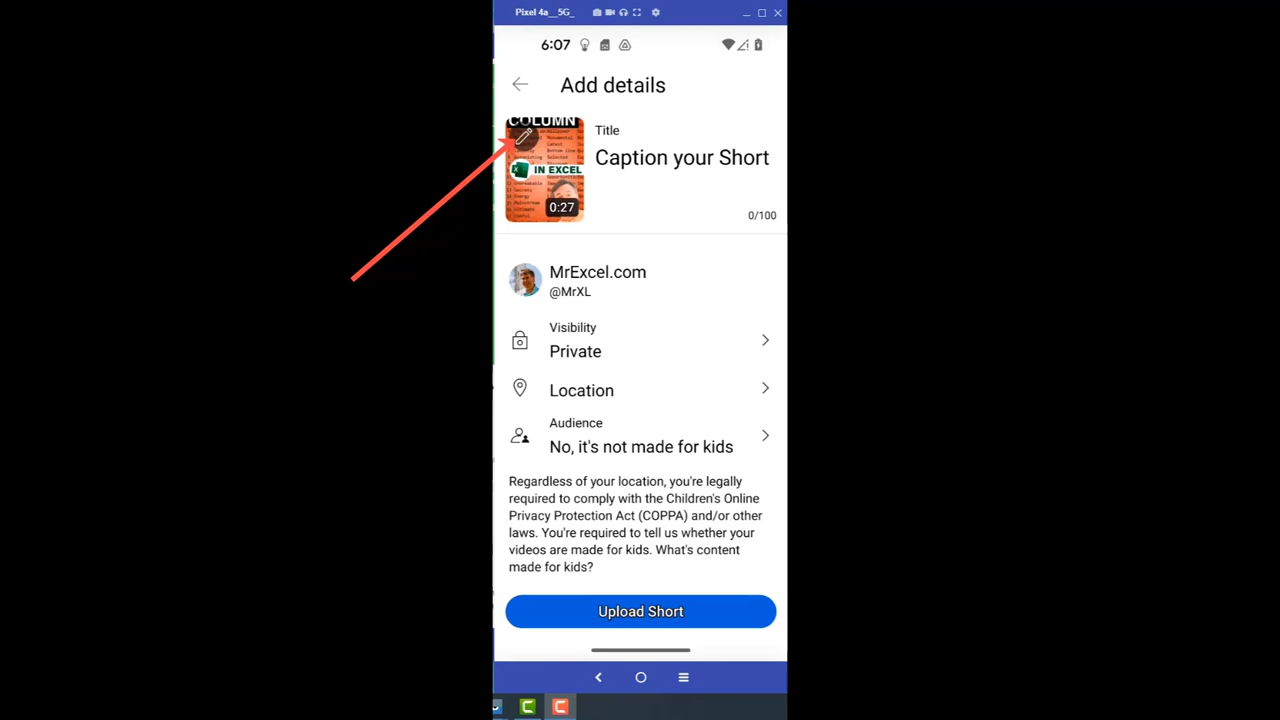 Pixel 4a__5G_
6:07
Add details
COLUMN
IN EXCEL
0:27
Title
Caption your Short
0/100
MrExcel.com
@MrXL
Visibility
Private
Location
Audience
No, it's not made for kids
Regardless of your location, you're legally
required to comply with the Children's Online
Privacy Protection Act (COPPA) and/or other
laws. You're required to tell us whether your
videos are made for kids. What's content
made for kids?
Upload Short